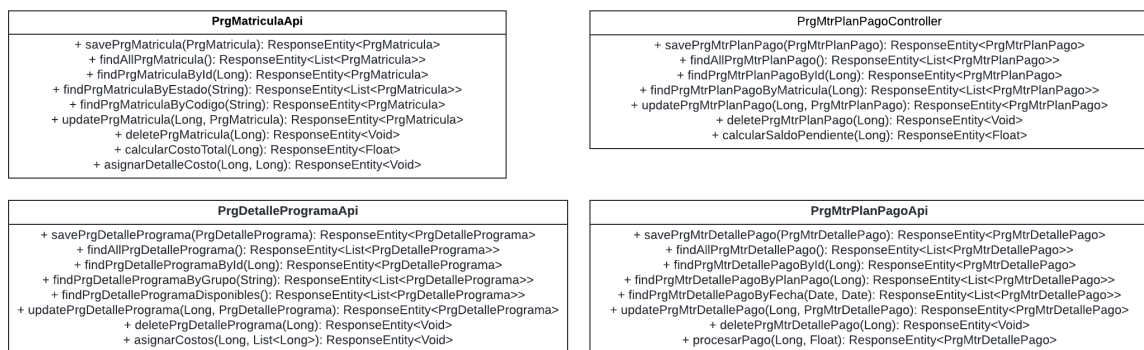 PrgMatriculaApi
+ savePrgMatricula(PrgMatricula): ResponseEntity<PrgMatricula>
+ findAllPrgMatricula(): ResponseEntity<List<PrgMatricula>>
+ findPrgMatriculaById(Long): ResponseEntity<PrgMatricula>
+ findPrgMatriculaByEstado(String): ResponseEntity<List<PrgMatricula>>
+ findPrgMatriculaByCodigo(String): ResponseEntity<PrgMatricula>
+ updatePrgMatricula(Long, PrgMatricula): ResponseEntity<PrgMatricula>
+ deletePrgMatricula(Long): ResponseEntity<Void>
+ calcularCostoTotal(Long): ResponseEntity<Float>
+ asignarDetalleCosto(Long, Long): ResponseEntity<Void>
PrgMtrPlanPagoController
+ savePrgMtrPlanPago(PrgMtrPlanPago): ResponseEntity<PrgMtrPlanPago>
+ findAllPrgMtrPlanPago(): ResponseEntity<List<PrgMtrPlanPago>>
+ findPrgMtrPlanPagoById(Long): ResponseEntity<PrgMtrPlanPago>
+ findPrgMtrPlanPagoByMatricula(Long): ResponseEntity<List<PrgMtrPlanPago>>
+ updatePrgMtrPlanPago(Long, PrgMtrPlanPago): ResponseEntity<PrgMtrPlanPago>
+ deletePrgMtrPlanPago(Long): ResponseEntity<Void>
+ calcularSaldoPendiente(Long): ResponseEntity<Float>
PrgDetalleProgramaApi
+ savePrgDetallePrograma(PrgDetallePrograma): ResponseEntity<PrgDetallePrograma>
+ findAllPrgDetallePrograma(): ResponseEntity<List<PrgDetallePrograma>>
+ findPrgDetalleProgramaById(Long): ResponseEntity<PrgDetallePrograma>
+ findPrgDetalleProgramaByGrupo(String): ResponseEntity<List<PrgDetallePrograma>>
+ findPrgDetalleProgramaDisponibles(): ResponseEntity<List<PrgDetallePrograma>>
+ updatePrgDetallePrograma(Long, PrgDetallePrograma): ResponseEntity<PrgDetallePrograma>
+ deletePrgDetallePrograma(Long): ResponseEntity<Void>
+ asignarCostos(Long, List<Long>): ResponseEntity<Void>
PrgMtrPlanPagoApi
+ savePrgMtrDetallePago(PrgMtrDetallePago): ResponseEntity<PrgMtrDetallePago>
+ findAllPrgMtrDetallePago(): ResponseEntity<List<PrgMtrDetallePago>>
+ findPrgMtrDetallePagoById(Long): ResponseEntity<PrgMtrDetallePago>
+ findPrgMtrDetallePagoByPlanPago(Long): ResponseEntity<List<PrgMtrDetallePago>>
+ findPrgMtrDetallePagoByFecha(Date, Date): ResponseEntity<List<PrgMtrDetallePago>>
+ updatePrgMtrDetallePago(Long, PrgMtrDetallePago): ResponseEntity<PrgMtrDetallePago>
+ deletePrgMtrDetallePago(Long): ResponseEntity<Void>
+ procesarPago(Long, Float): ResponseEntity<PrgMtrDetallePago>